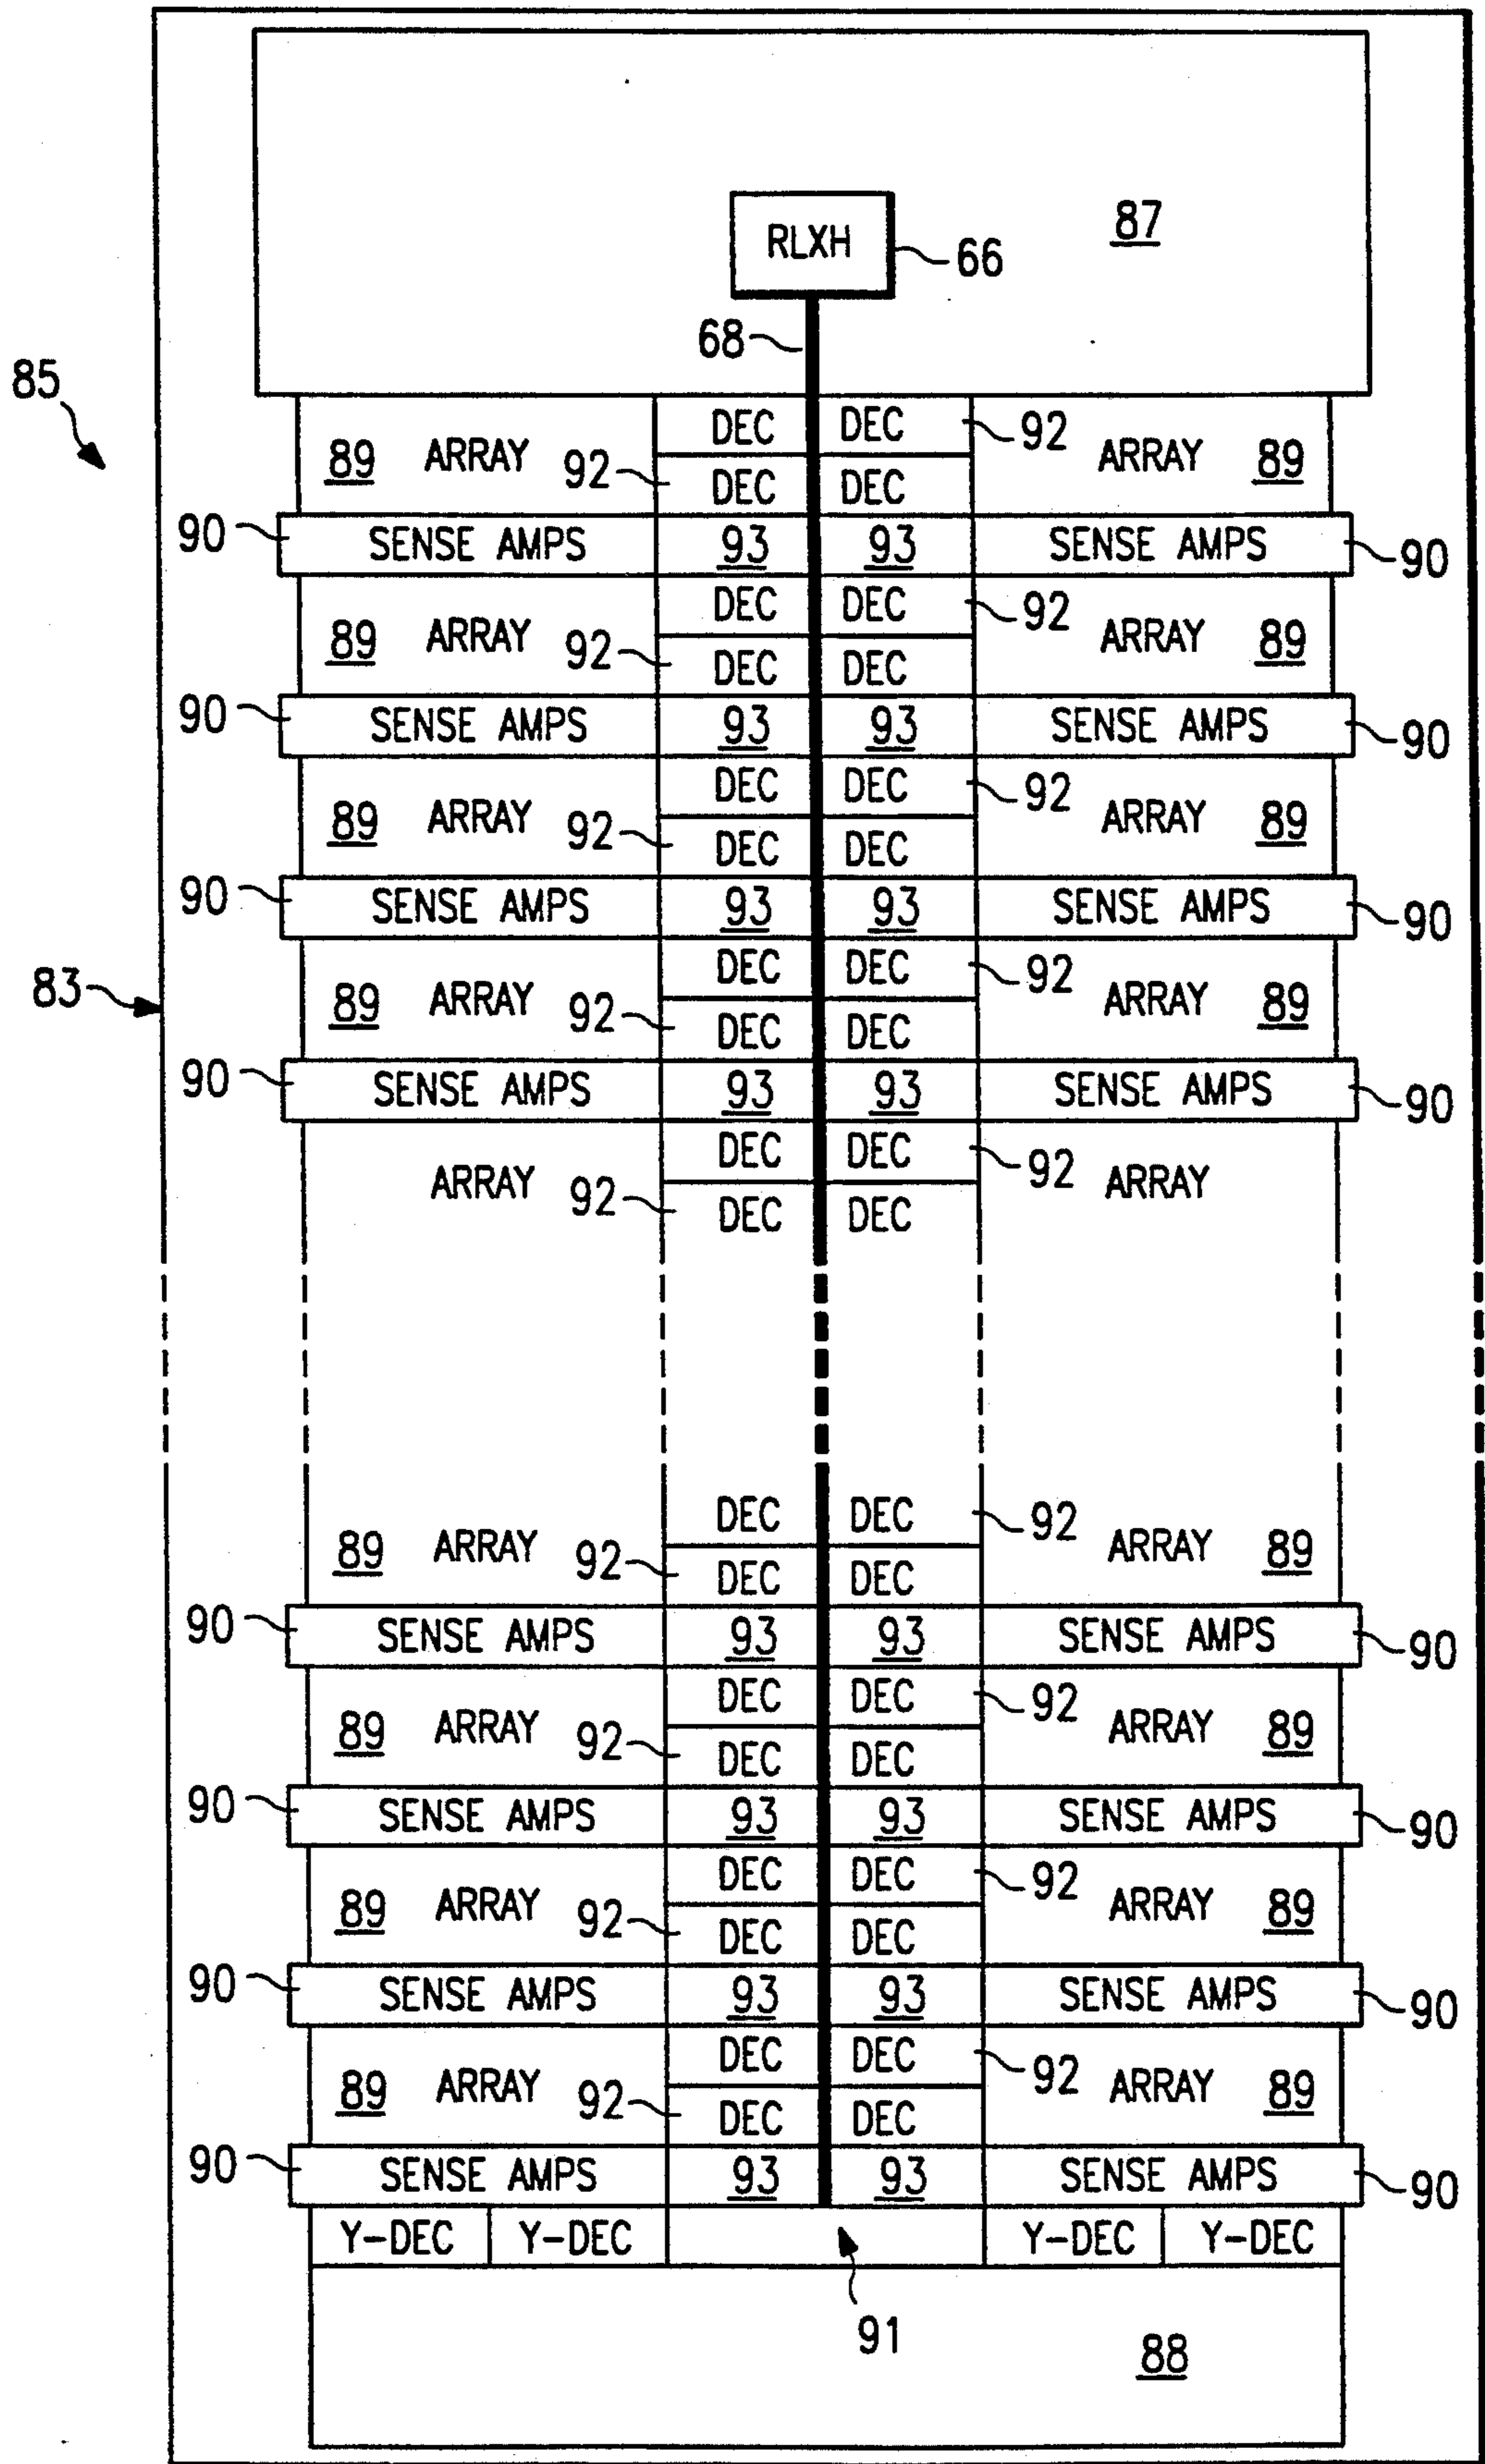 87
RLXH
66
68
85
DEC DEC
89 ARRAY 92 92 ARRAY 89
DEC DEC
90 SENSE AMPS 93 93 SENSE AMPS 90
DEC DEC 92
89 ARRAY 92 ARRAY 89
DEC DEC
90 SENSE AMPS 93 93 SENSE AMPS 90
DEC DEC 92
89 ARRAY 92 ARRAY 89
DEC DEC
90 SENSE AMPS 93 93 SENSE AMPS 90
DEC DEC 92
83 89 ARRAY 92 ARRAY 89
DEC DEC
90 SENSE AMPS 93 93 SENSE AMPS 90
DEC DEC 92
ARRAY 92 ARRAY
DEC DEC
DEC DEC 92
89 ARRAY 92 ARRAY 89
DEC DEC
90 SENSE AMPS 93 93 SENSE AMPS 90
DEC DEC 92
89 ARRAY 92 ARRAY 89
DEC DEC
90 SENSE AMPS 93 93 SENSE AMPS 90
DEC DEC 92
89 ARRAY 92 ARRAY 89
DEC DEC
90 SENSE AMPS 93 93 SENSE AMPS 90
DEC DEC 92
89 ARRAY 92 ARRAY 89
DEC DEC
90 SENSE AMPS 93 93 SENSE AMPS 90
Y-DEC Y-DEC Y-DEC Y-DEC
91
88